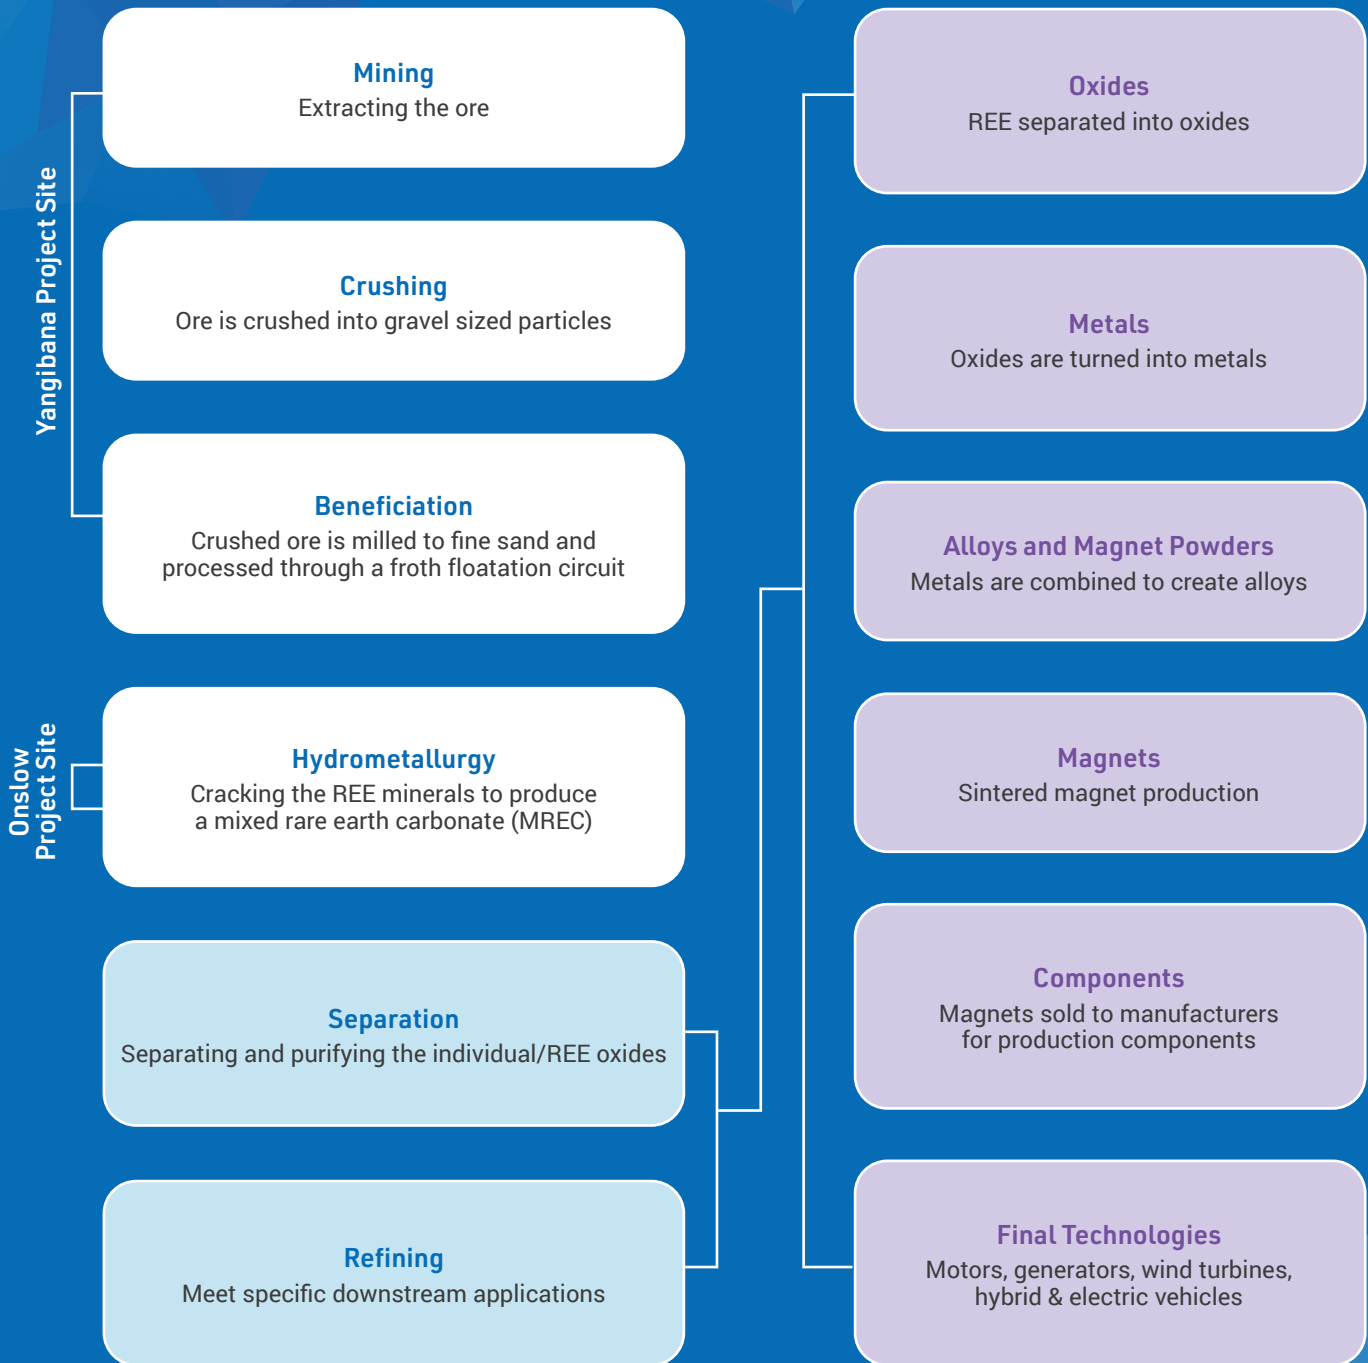 Yangibana Project Site
Mining
Extracting the ore
Crushing
Ore is crushed into gravel sized particles
Beneficiation
Crushed ore is milled to fine sand and
processed through a froth floatation circuit
Onslow
Project Site
Hydrometallurgy
Cracking the REE minerals to produce
a mixed rare earth carbonate (MREC)
Separation
Separating and purifying the individual/REE oxides
Refining
Meet specific downstream applications
Oxides
REE separated into oxides
Metals
Oxides are turned into metals
Alloys and Magnet Powders
Metals are combined to create alloys
Magnets
Sintered magnet production
Components
Magnets sold to manufacturers
for production components
Final Technologies
Motors, generators, wind turbines,
hybrid & electric vehicles